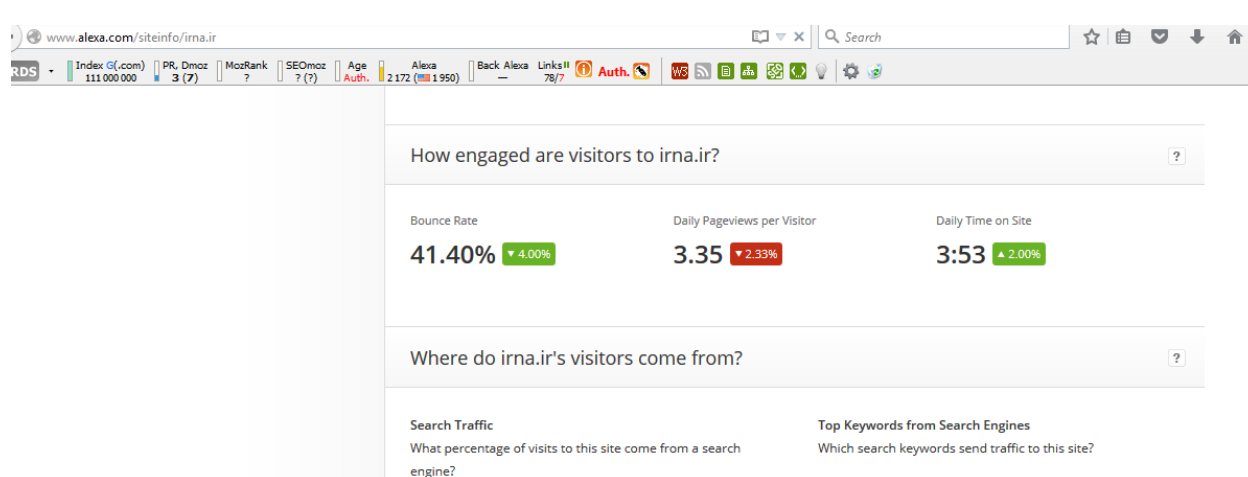 www.alexa.com/siteinfo/irna.ir Search
RDS Index G(.com) PR, Dmoz MozRank SEOmoz Age Alexa Back Alexa Links
111 000 000 3 (7) ? ? (?) Auth. 2 172 (1 950) — 78/7 Auth. W3
How engaged are visitors to irna.ir? ?
Bounce Rate Daily Pageviews per Visitor Daily Time on Site
41.40% ▼ 4.00% 3.35 ▼ 2.33% 3:53 ▲ 2.00%
Where do irna.ir's visitors come from? ?
Search Traffic Top Keywords from Search Engines
What percentage of visits to this site come from a search Which search keywords send traffic to this site?
engine?